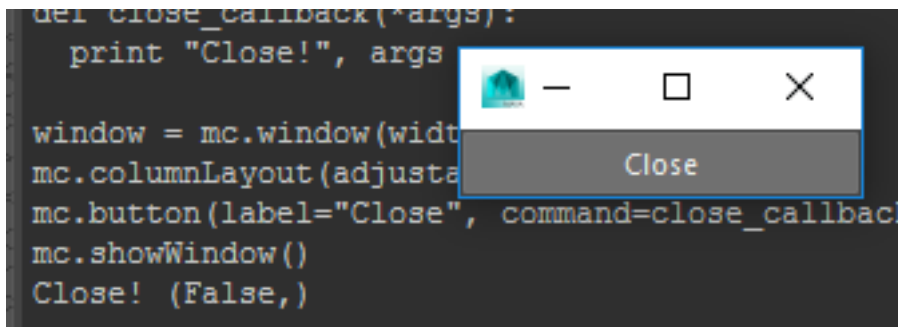 def close_callback(*args):
print "Close!", args
window = mc.window(widt
Close
mc.columnLayout(adjusta
mc.button(label="Close", command=close_callbac
mc.showWindow()
Close! (False,)